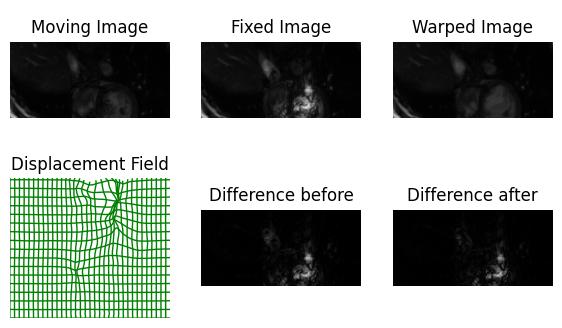 Moving Image
Fixed Image
Warped Image
Displacement Field
Difference before
Difference after